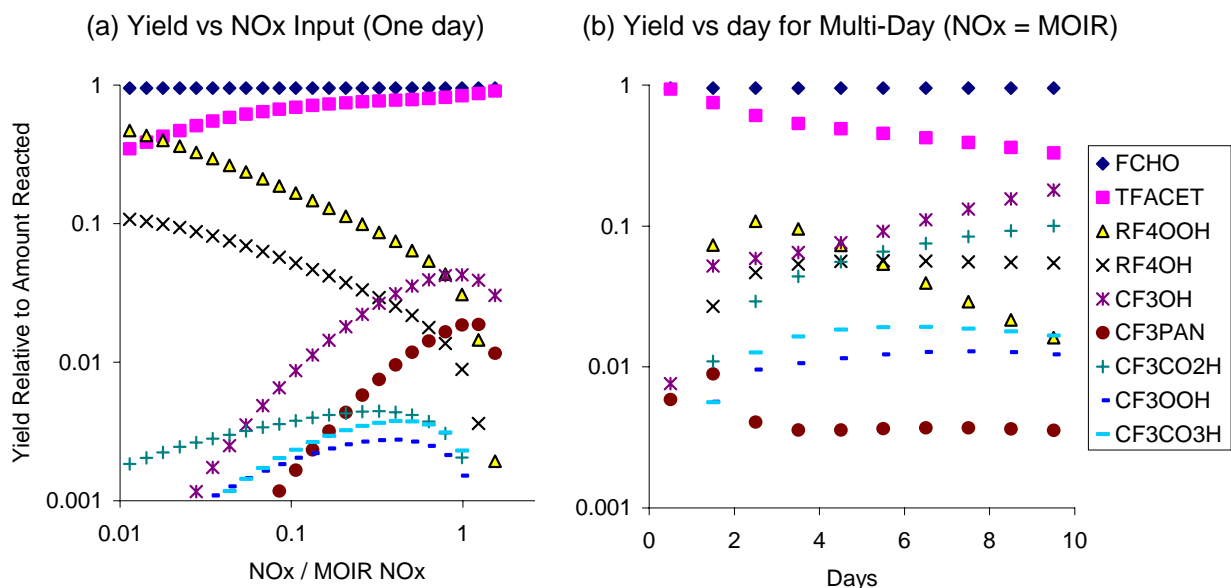 (a) Yield vs NOx Input (One day)
(b) Yield vs day for Multi-Day (NOx = MOIR)
Yield Relative to Amount Reacted
1
0.1
0.01
0.001
0.01
0.1
1
NOx / MOIR NOx
1
0.1
0.01
0.001
0
2
4
6
8
10
Days
FCHO
TFACET
RF4OOH
RF4OH
CF3OH
CF3PAN
CF3CO2H
CF3OOH
CF3CO3H